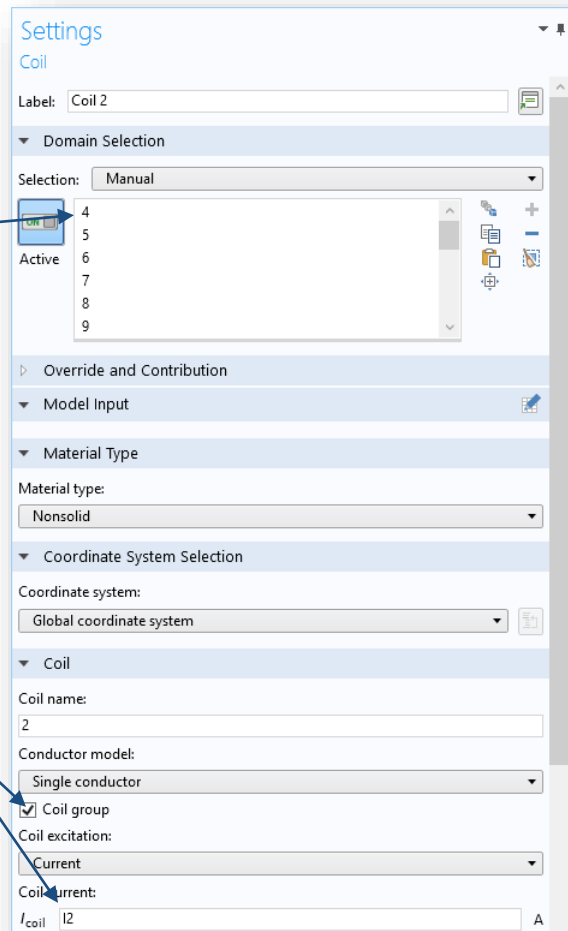 Settings
Coil
Label: Coil 2
Domain Selection
Selection: Manual
ON
Active
4
5
6
7
8
9
Override and Contribution
Model Input
Material Type
Material type:
Nonsolid
Coordinate System Selection
Coordinate system:
Global coordinate system
Coil
Coil name:
2
Conductor model:
Single conductor
Coil group
Coil excitation:
Current
Coil current:
Icoil I2 A